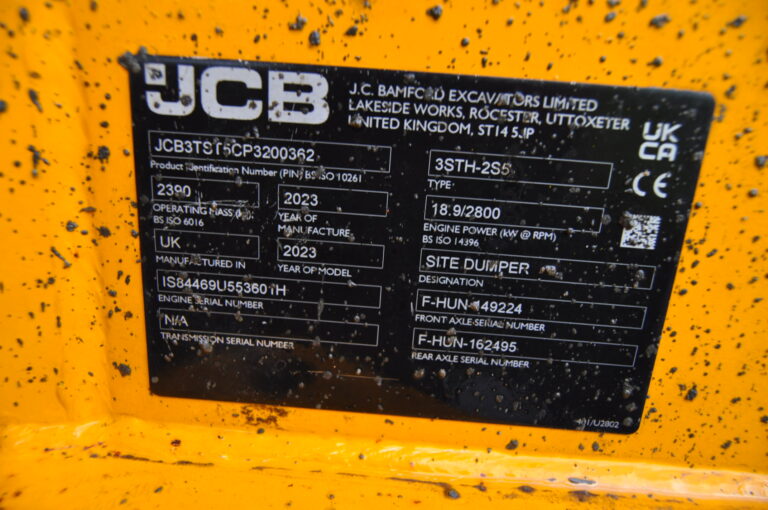 JCB
J.C. BAMFORD EXCAVATORS LIMITED
LAKESIDE WORKS, ROCESTER, UTTOXETER
UNITED KINGDOM, ST14 5JP
UK
CA
CE
JCB3TST5CP3200362
Product Identification Number (PIN) BS ISO 10261
2390
OPERATING MASS (KG)
BS ISO 6016
2023
YEAR OF
MANUFACTURE
UK
MANUFACTURED IN
2023
YEAR OF MODEL
IS84469U553601H
ENGINE SERIAL NUMBER
N/A
TRANSMISSION SERIAL NUMBER
3STH-2S5
TYPE
18.9/2800
ENGINE POWER (kW @ RPM)
BS ISO 14396
SITE DUMPER
DESIGNATION
F-HUN-149224
FRONT AXLE SERIAL NUMBER
F-HUN-162495
REAR AXLE SERIAL NUMBER